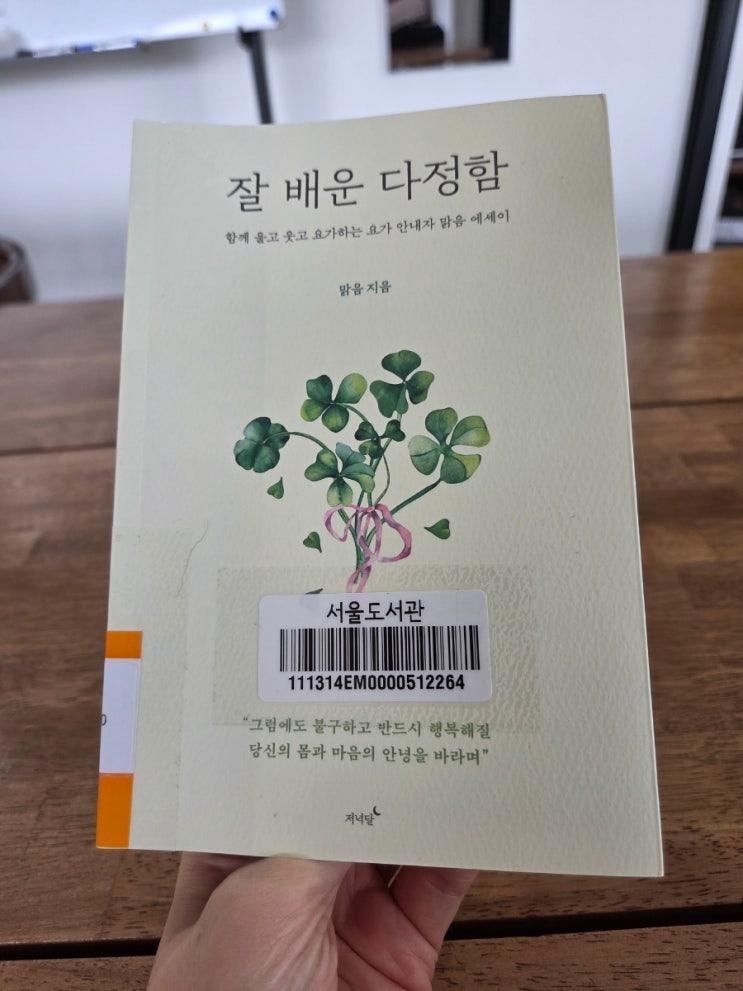 잘 배운 다정함
함께 울고 웃고 요가하는 요가 안내자 맑음 에세이
맑음 지음
서울도서관
111314EM0000512264
“그럼에도 불구하고 반드시 행복해질
당신의 몸과 마음의 안녕을 바라며”
저녁달
0